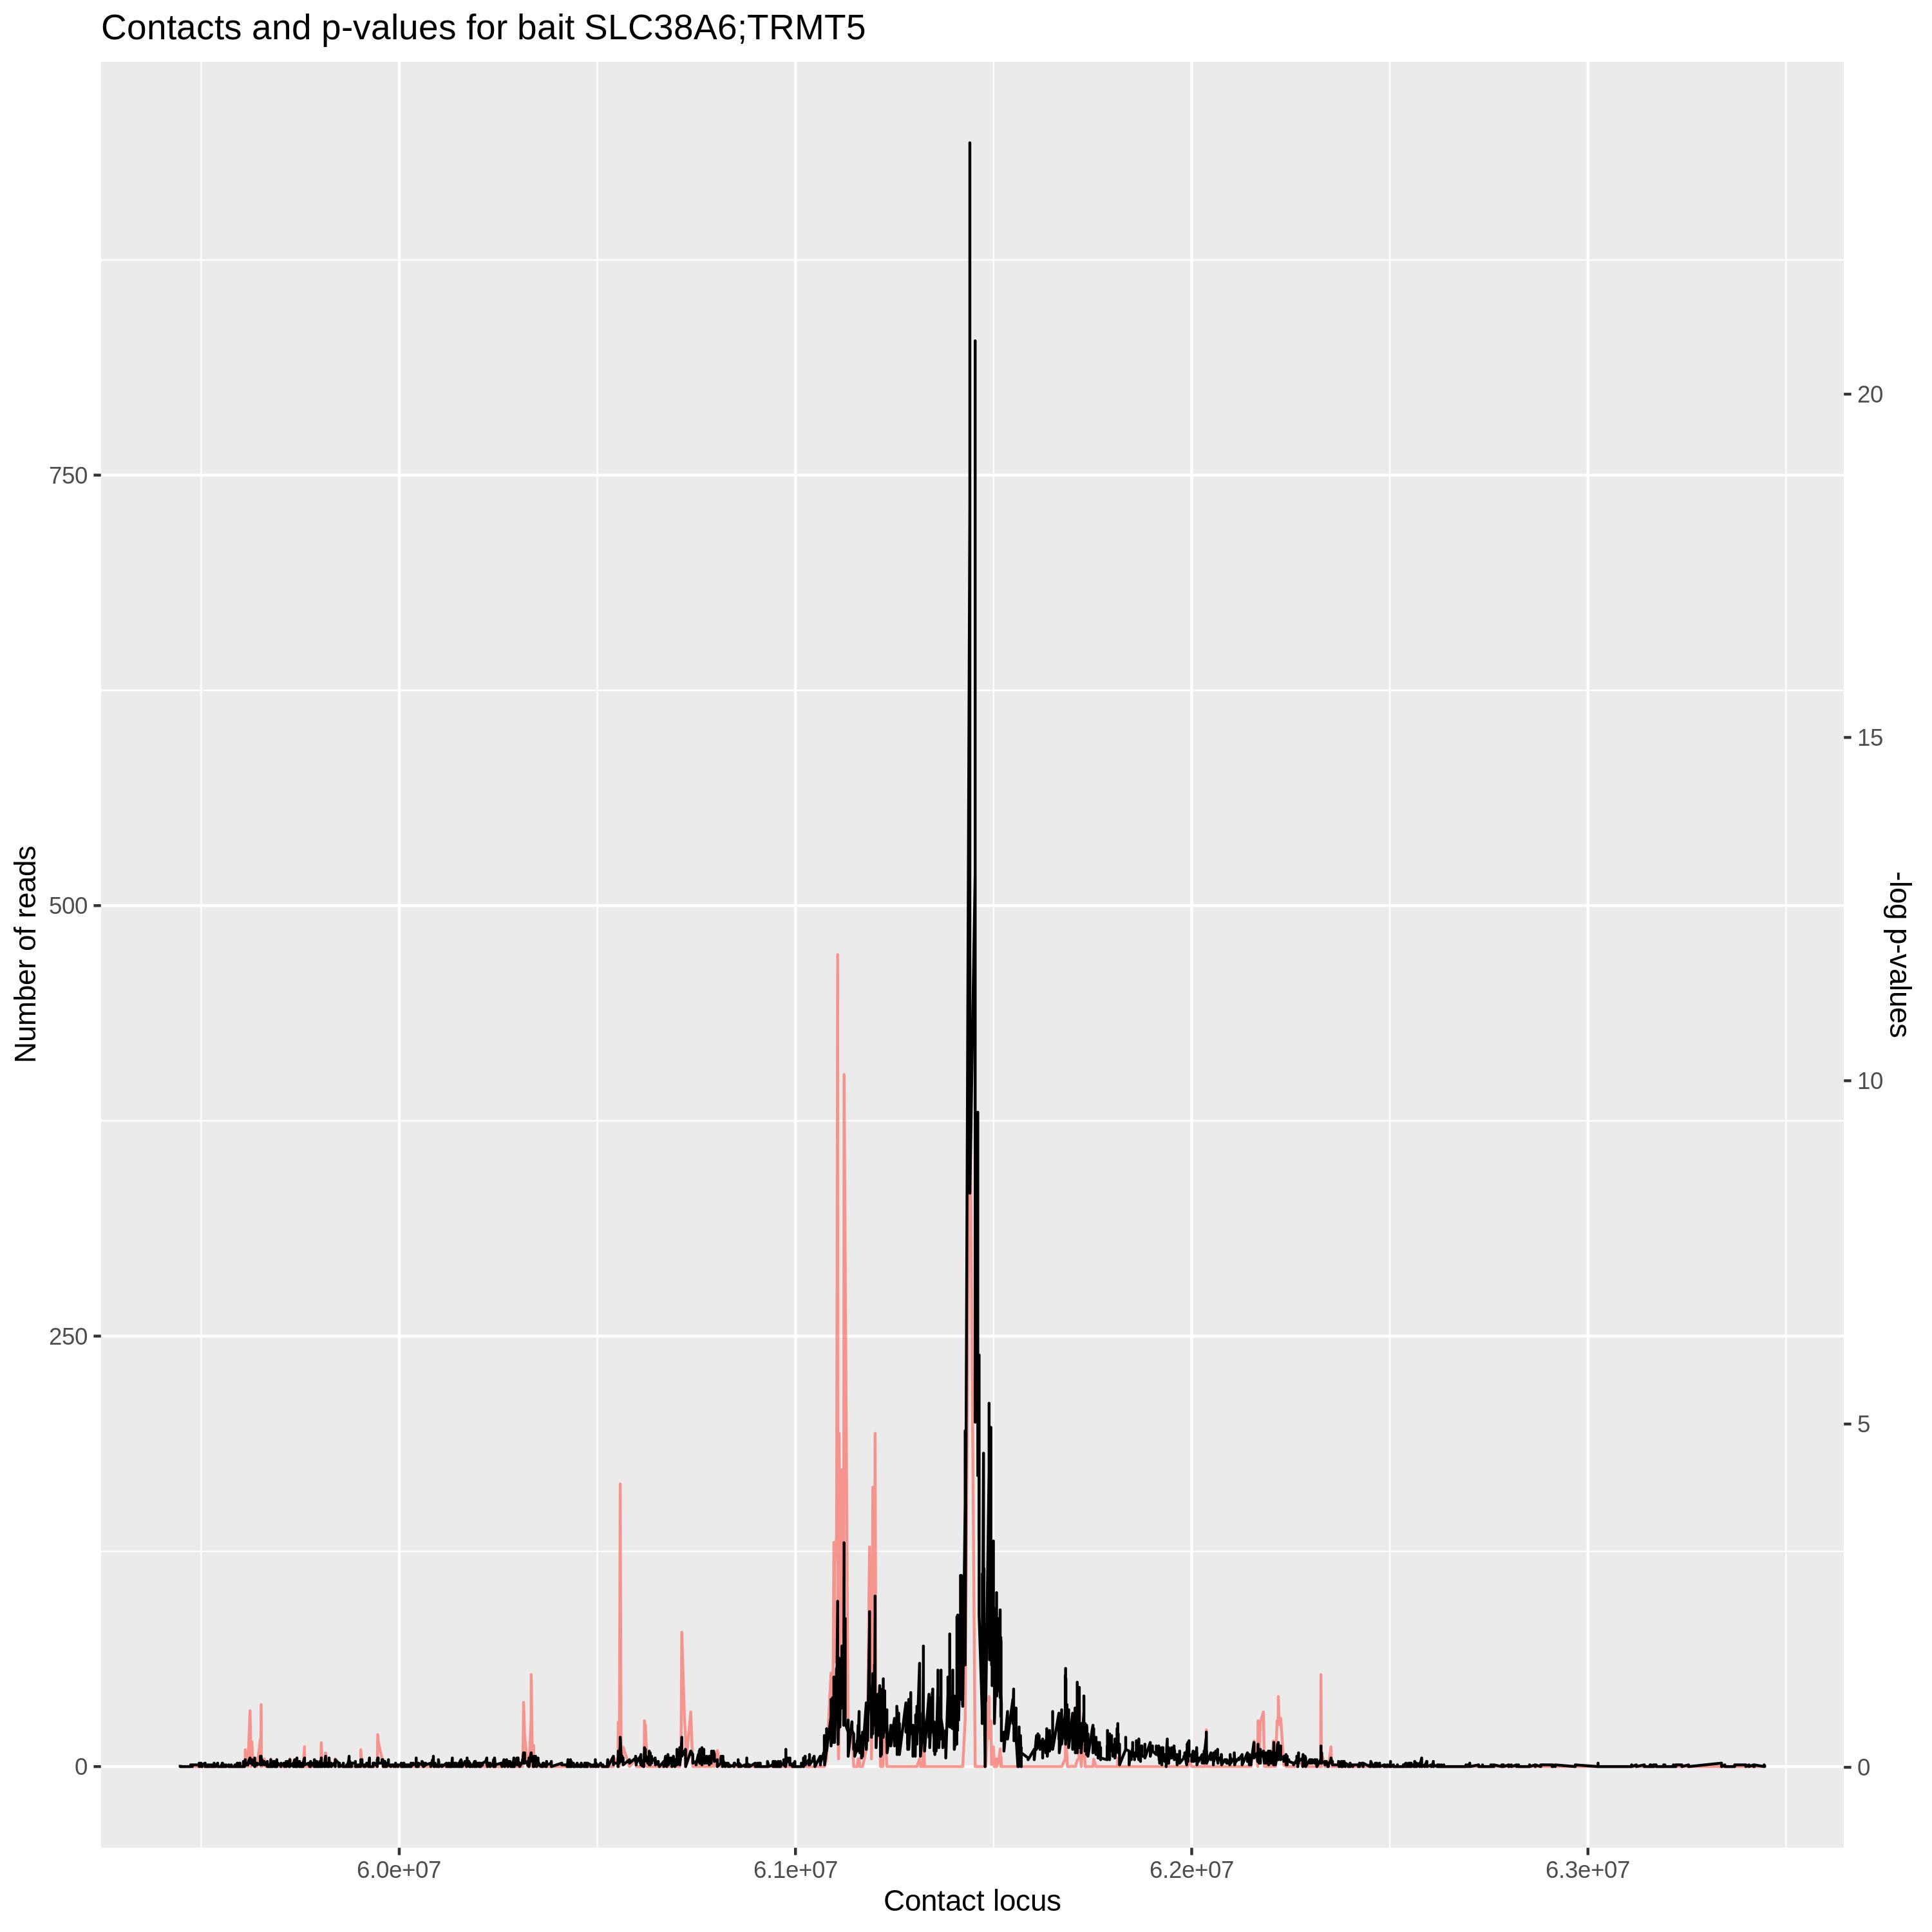 Contacts and p-values for bait SLC38A6;TRMT5
Number of reads
750
500
250
0
20
15
10
5
0
-log p-values
6.0e+07
6.1e+07
6.2e+07
6.3e+07
Contact locus